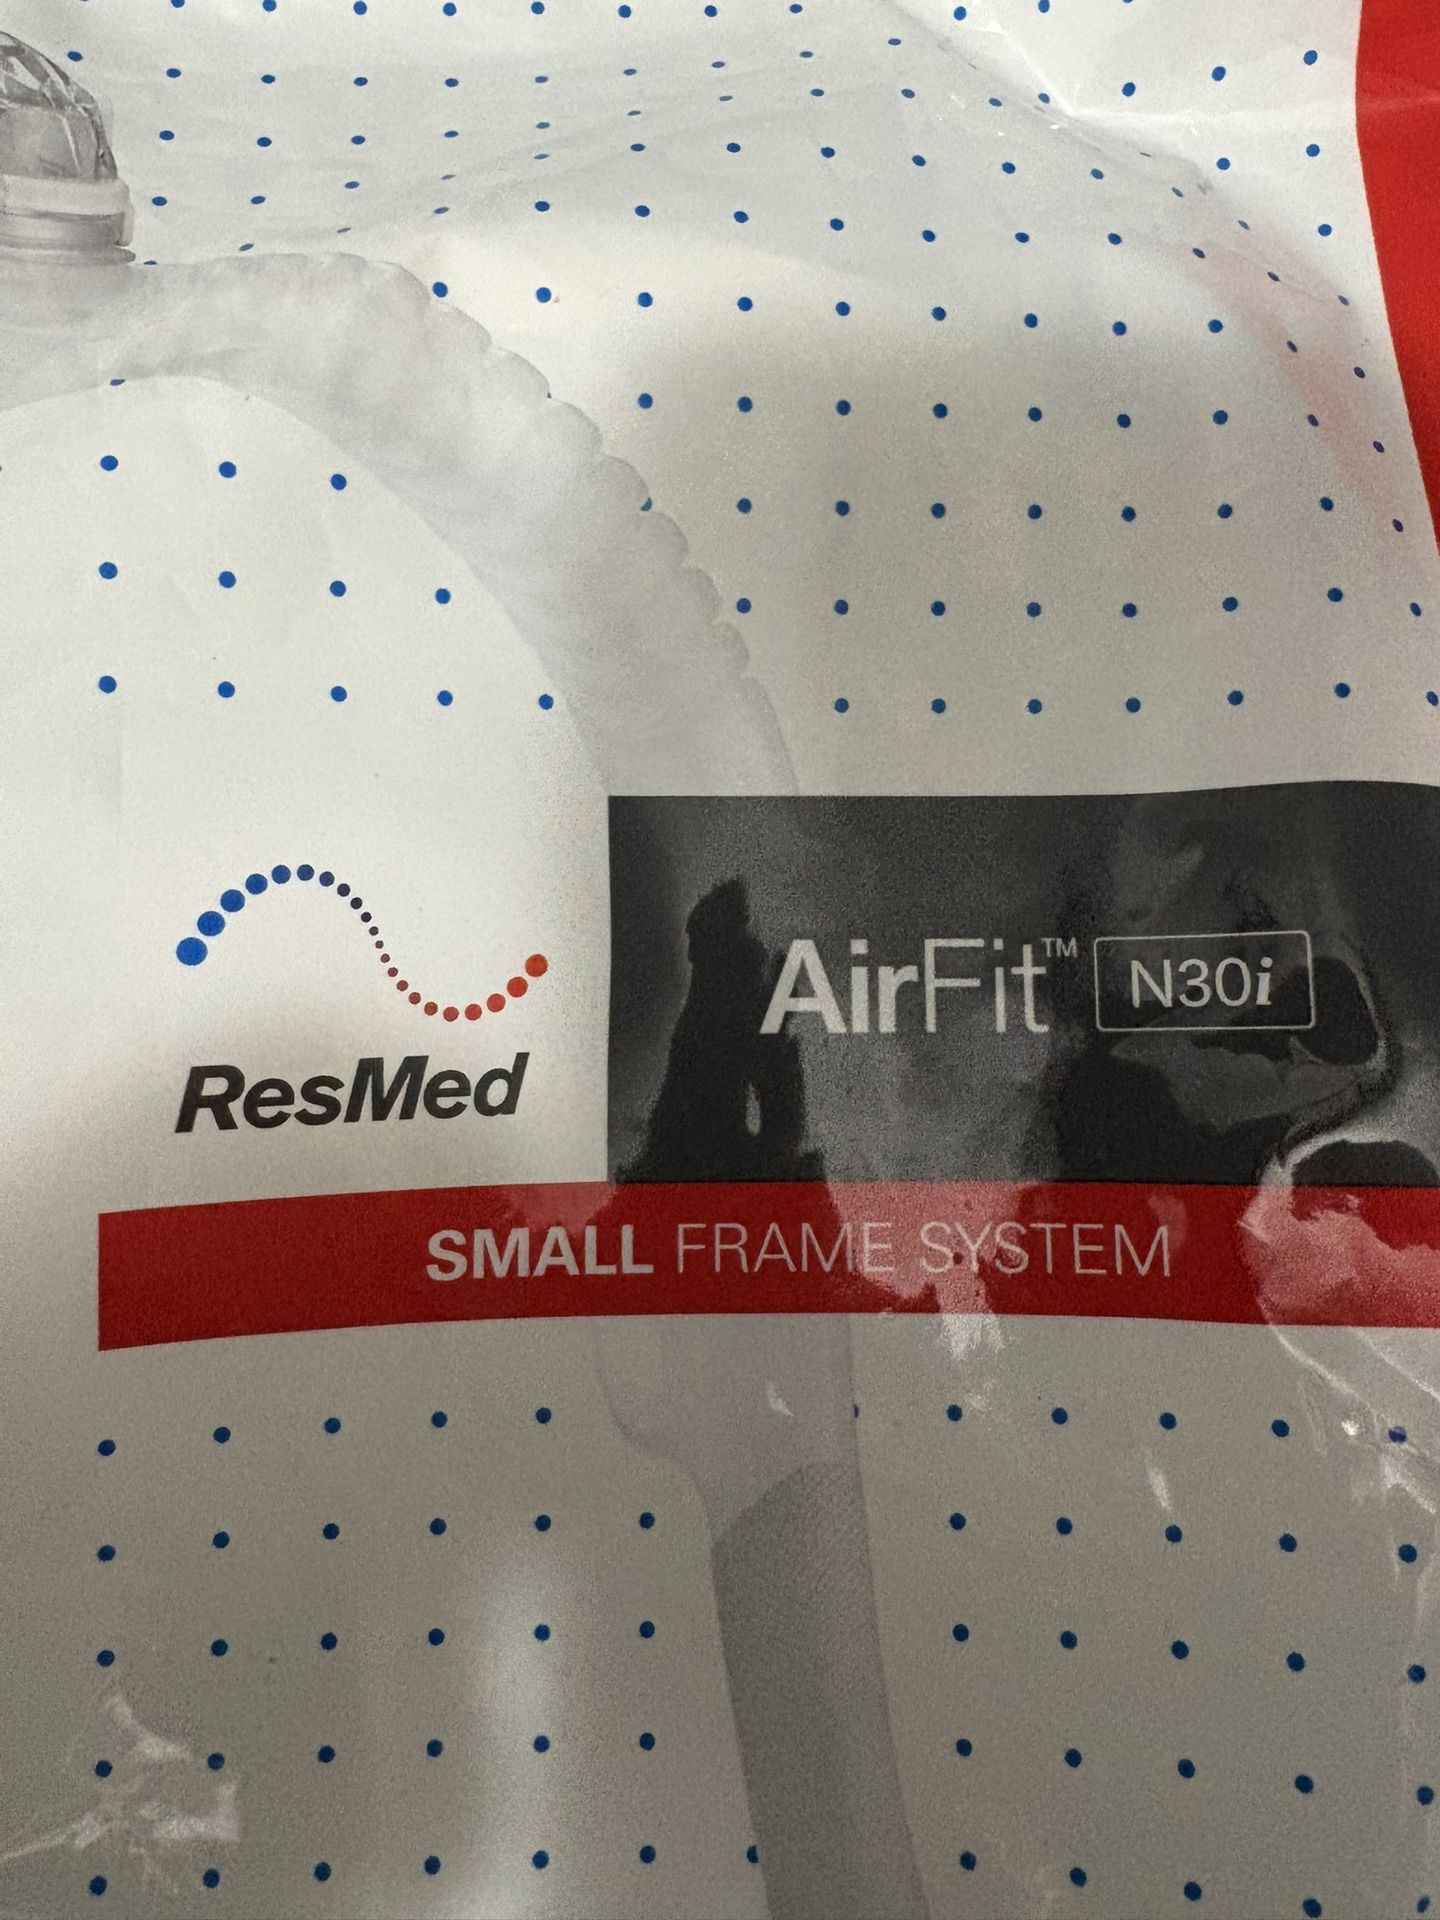 AirFit™ N30i
ResMed
SMALL FRAME SYSTEM